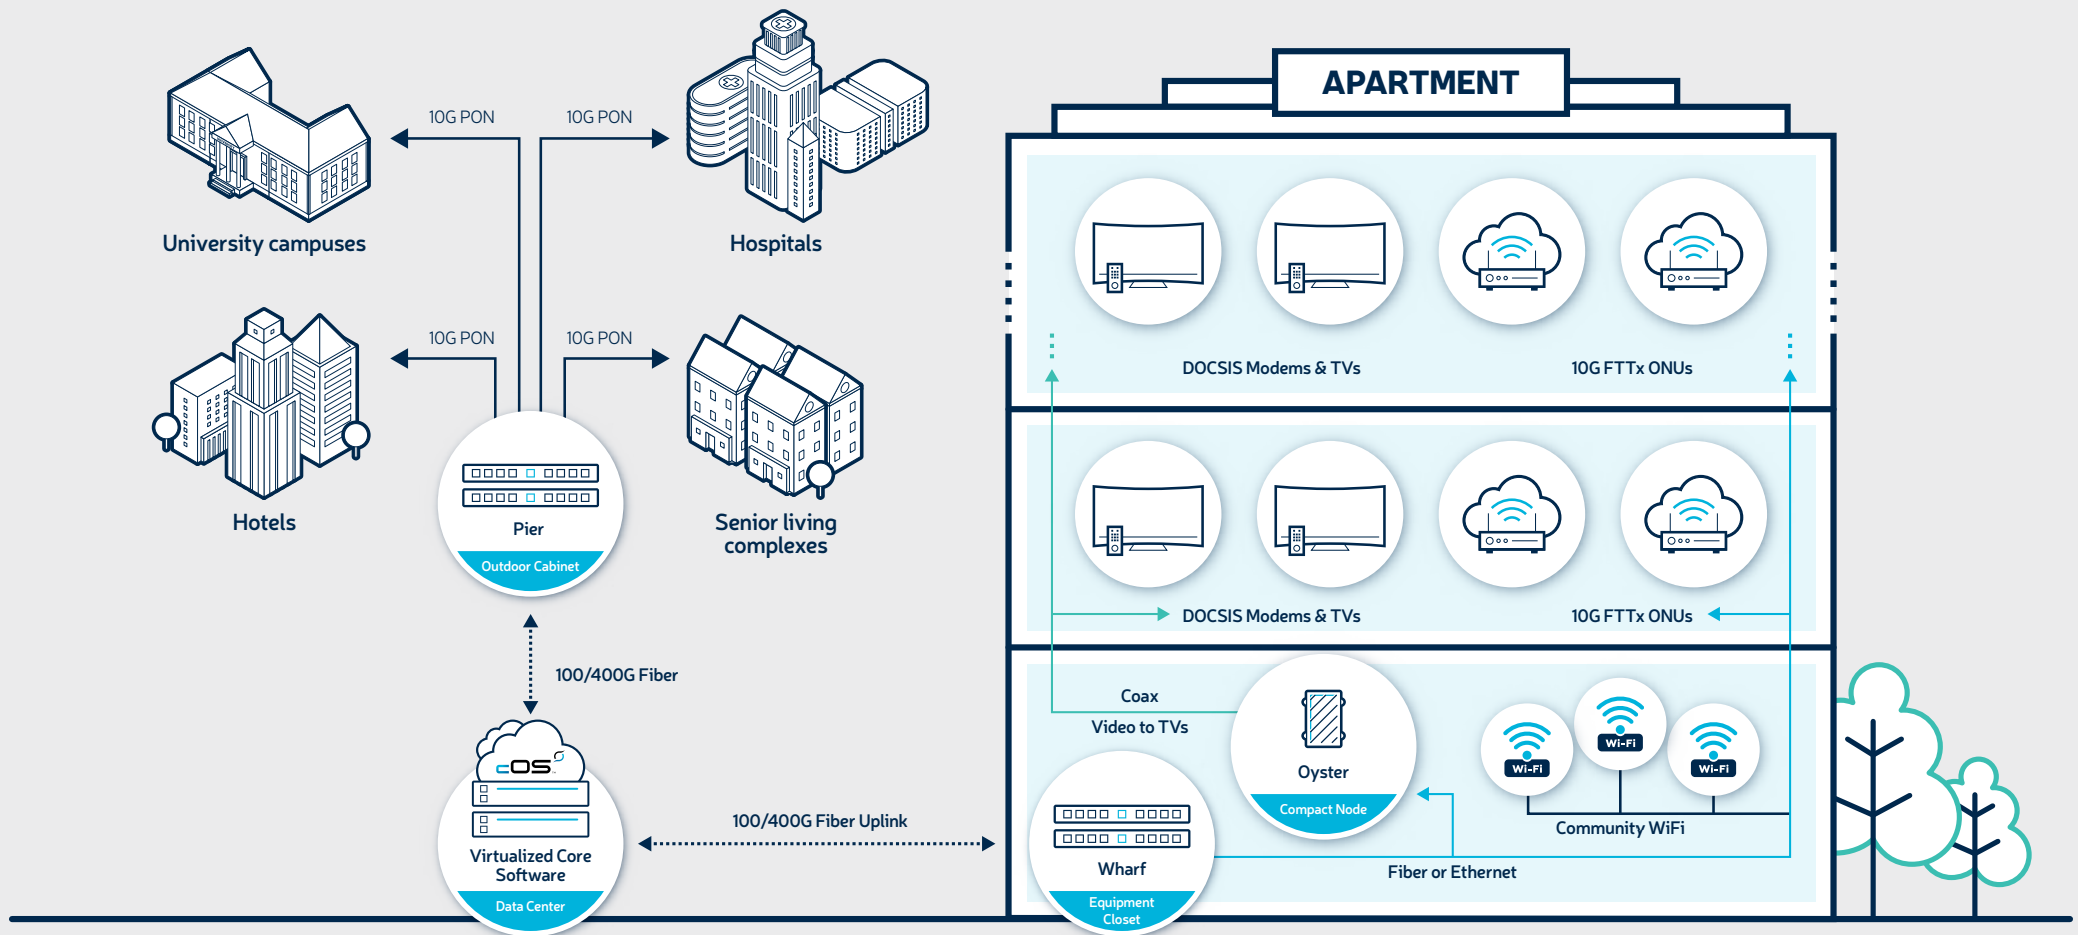 10G PON
10G PON
University campuses
Hospitals
10G PON
10G PON
Hotels
Senior living
complexes
Pier
Outdoor Cabinet
100/400G Fiber
cOS
Virtualized Core
Software
Data Center
100/400G Fiber Uplink
APARTMENT
DOCSIS Modems & TVs
10G FTTx ONUs
DOCSIS Modems & TVs
10G FTTx ONUs
Coax
Video to TVs
Oyster
Compact Node
Wi-Fi
Wi-Fi
Wi-Fi
Community WiFi
Wharf
Equipment
Closet
Fiber or Ethernet